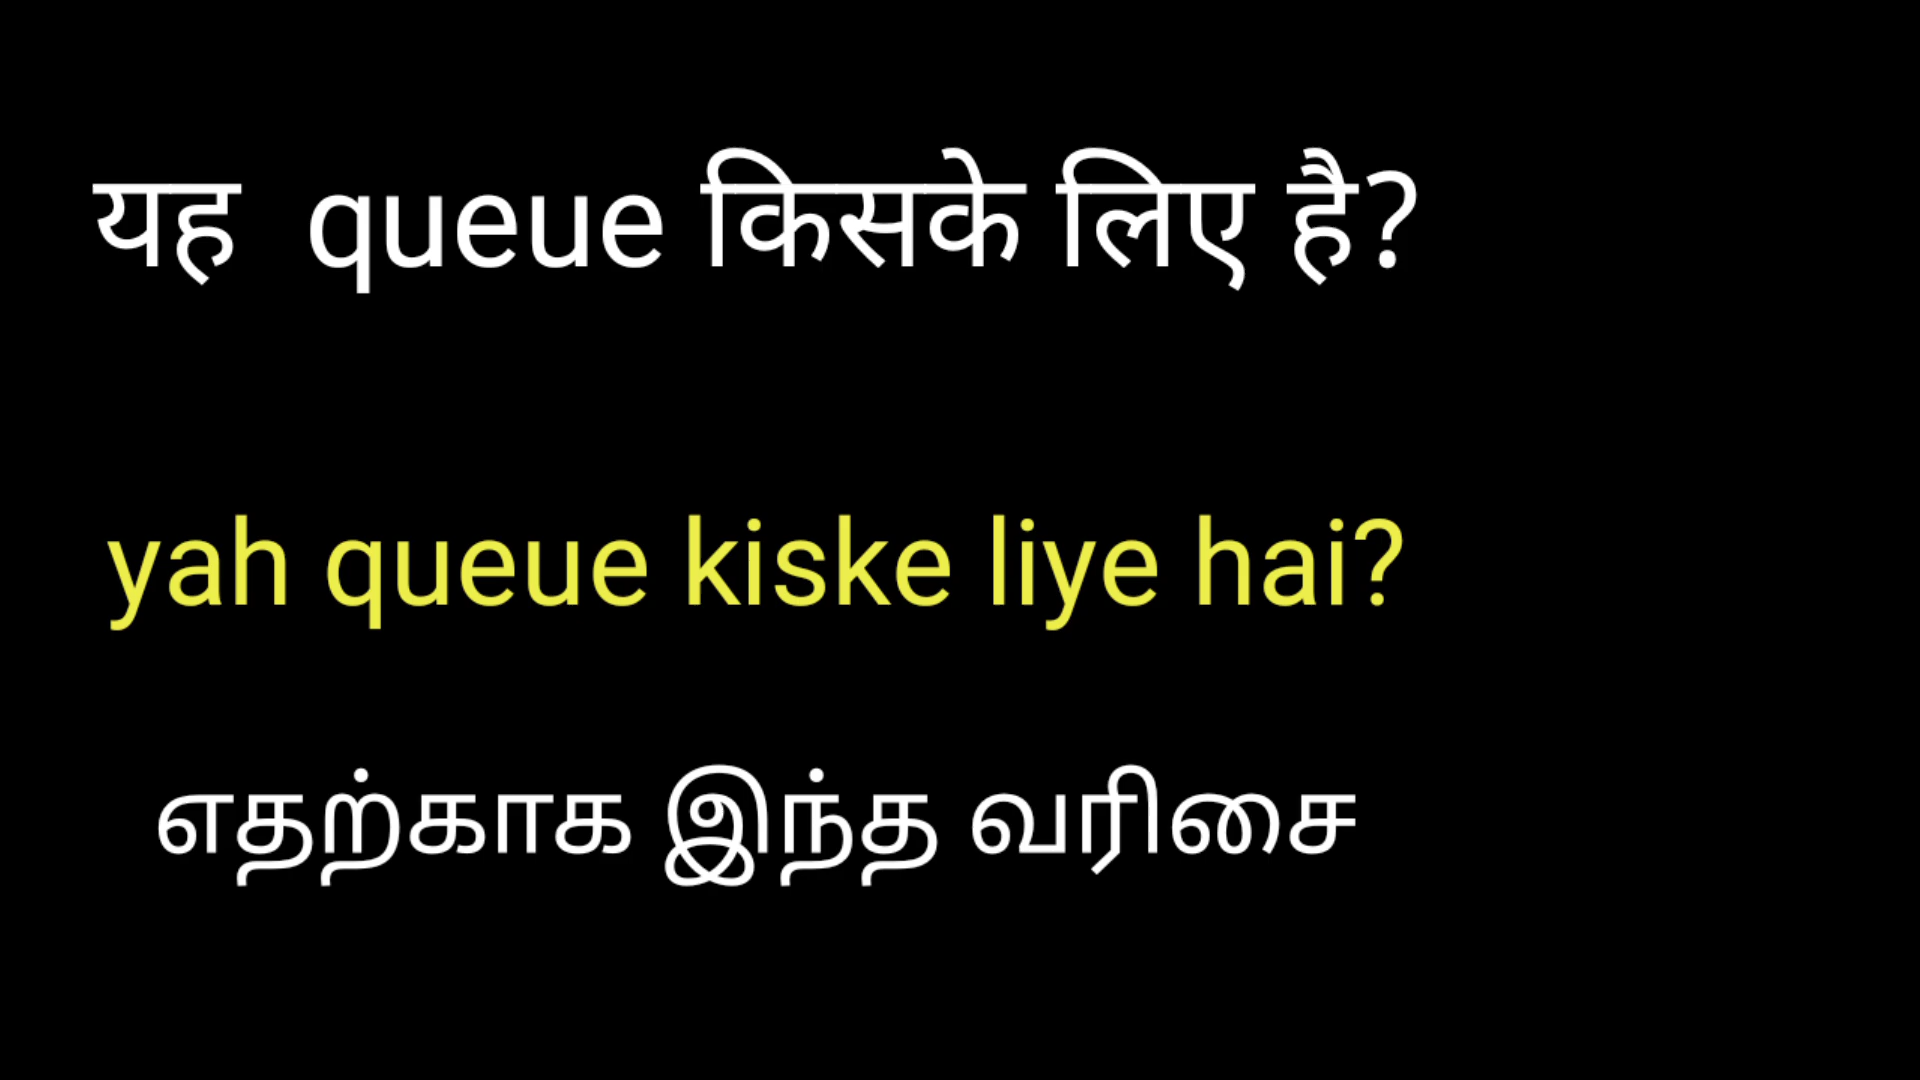 यह queue किसके लिए है?
yah queue kiske liye hai?
எதற்காக இந்த வரிசை